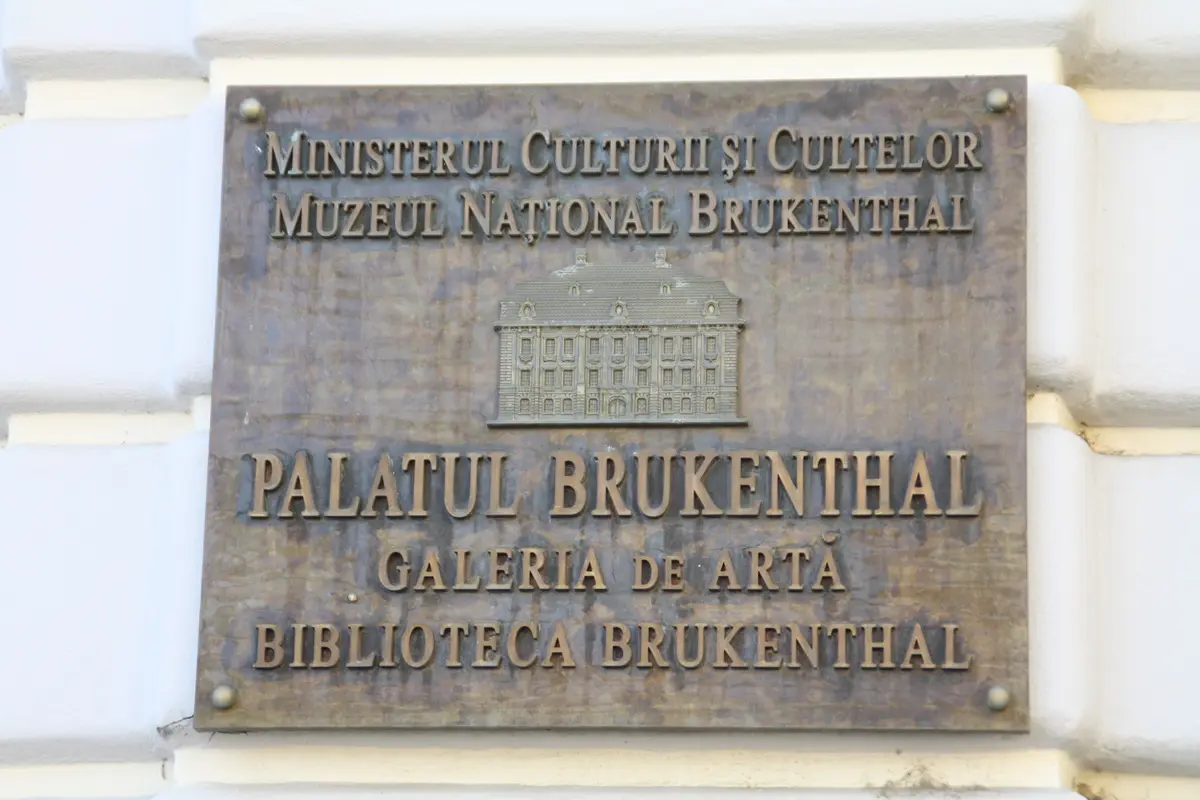 MINISTERUL CULTURII ŞI CULTELOR
MUZEUL NAŢIONAL BRUKENTHAL
PALATUL BRUKENTHAL
GALERIA DE ARTĂ
BIBLIOTECA BRUKENTHAL